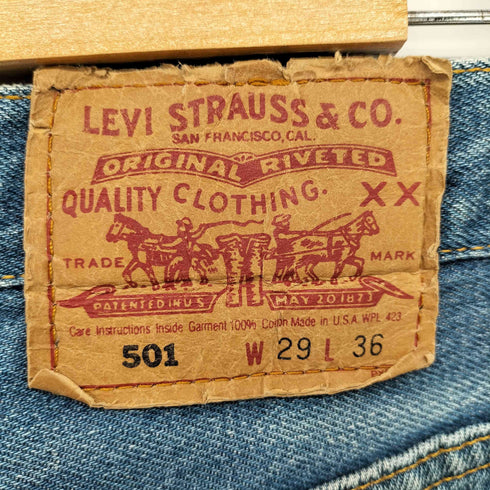 LEVI STRAUSS & CO.
SAN FRANCISCO, CAL.
ORIGINAL RIVETED
QUALITY CLOTHING. XX
TRADE MARK
PATENTED IN U S MAY 20 1873
Care Instructions Inside Garment 100% Cotton Made in U.S.A. WPL 423
501 W 29 L 36